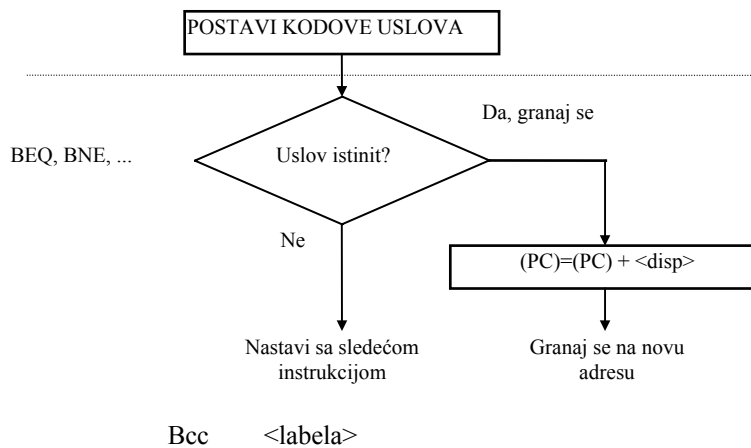 POSTAVI KODOVE USLOVA
Da, granaj se
BEQ, BNE, ...
Uslov istinit?
Ne
(PC)=(PC) + <disp>
Nastavi sa sledećom
instrukcijom
Granaj se na novu
adresu
Bcc <labela>